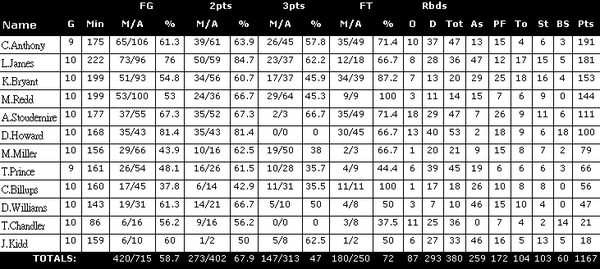 FG 2pts 3pts FT Rbds
Name G Min M/A % M/A % M/A % M/A % O D Tot As PF To St BS Pts
C.Anthony 9 175 65/106 61.3 39/61 63.9 26/45 57.8 35/49 71.4 10 37 47 13 15 4 6 3 191
L.James 10 222 73/96 76 50/59 84.7 23/37 62.2 12/18 66.7 8 28 36 47 12 17 15 5 181
K.Bryant 10 199 51/93 54.8 34/56 60.7 17/37 45.9 34/39 87.2 7 13 20 29 25 18 16 4 153
M.Redd 10 199 53/100 53 24/36 66.7 29/64 45.3 9/9 100 3 11 14 15 7 6 9 0 144
A.Stoudemire 10 177 37/55 67.3 35/52 67.3 2/3 66.7 35/49 71.4 18 29 47 7 26 9 11 6 111
D.Howard 10 168 35/43 81.4 35/43 81.4 0/0 0 30/45 66.7 13 40 53 2 18 9 6 18 100
M.Miller 10 156 29/66 43.9 10/16 62.5 19/50 38 2/3 66.7 1 20 21 9 15 8 7 2 79
T.Prince 9 161 26/54 48.1 16/26 61.5 10/28 35.7 4/9 44.4 6 39 45 19 6 6 6 3 66
C.Billups 10 160 17/45 37.8 6/14 42.9 11/31 35.5 11/11 100 1 17 18 26 10 8 8 0 56
D.Williams 10 143 19/31 61.3 14/21 66.7 5/10 50 4/8 50 3 7 10 46 15 10 4 0 47
T.Chandler 10 86 6/16 56.2 9/16 56.2 0/0 0 3/8 37.5 11 25 36 0 7 4 2 14 21
J.Kidd 10 159 6/10 60 1/2 50 5/8 62.5 1/2 50 6 27 33 46 16 5 13 5 18
TOTALS: 420/715 58.7 273/402 67.9 147/313 47 180/250 72 87 293 380 259 172 104 103 60 1167